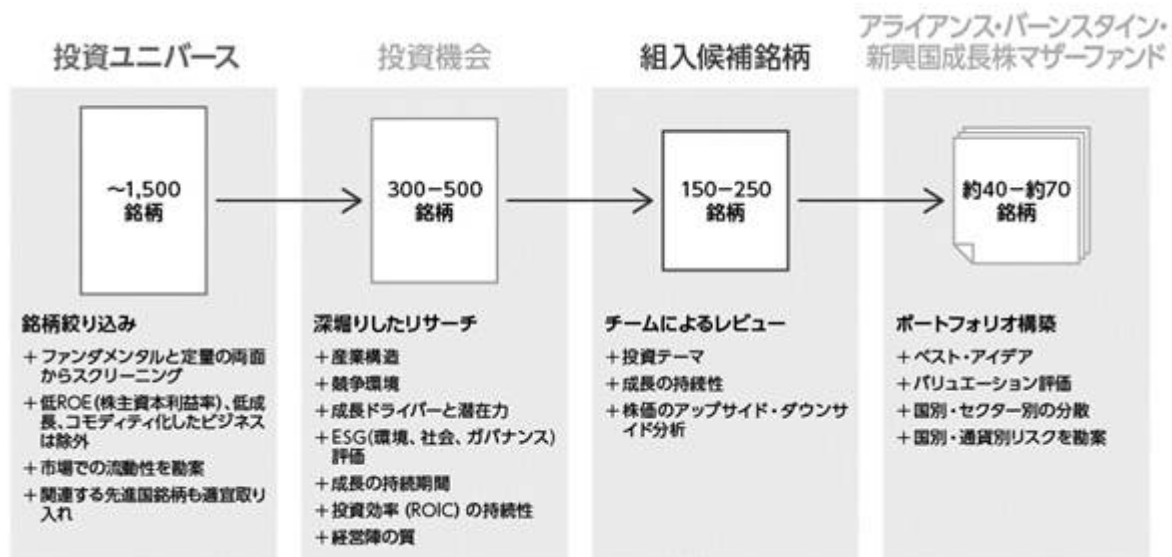 投資ユニバース
～1,500
銘柄
銘柄絞り込み
＋ファンダメンタルと定量の両面
からスクリーニング
＋低ROE（株主資本利益率）、低成
長、コモディティ化したビジネス
は除外
＋市場での流動性を勘案
＋関連する先進国銘柄も適宜取り
入れ
投資機会
300－500
銘柄
深堀りしたリサーチ
＋産業構造
＋競争環境
＋成長ドライバーと潜在力
＋ESG(環境、社会、ガバナンス)
評価
＋成長の持続期間
＋投資効率 (ROIC) の持続性
＋経営陣の質
組入候補銘柄
150－250
銘柄
チームによるレビュー
＋投資テーマ
＋成長の持続性
＋株価のアップサイド・ダウンサ
イド分析
アライアンス・バーンスタイン・
新興国成長株マザーファンド
約40－約70
銘柄
ポートフォリオ構築
＋ベスト・アイデア
＋バリュエーション評価
＋国別・セクター別の分散
＋国別・通貨別リスクを勘案